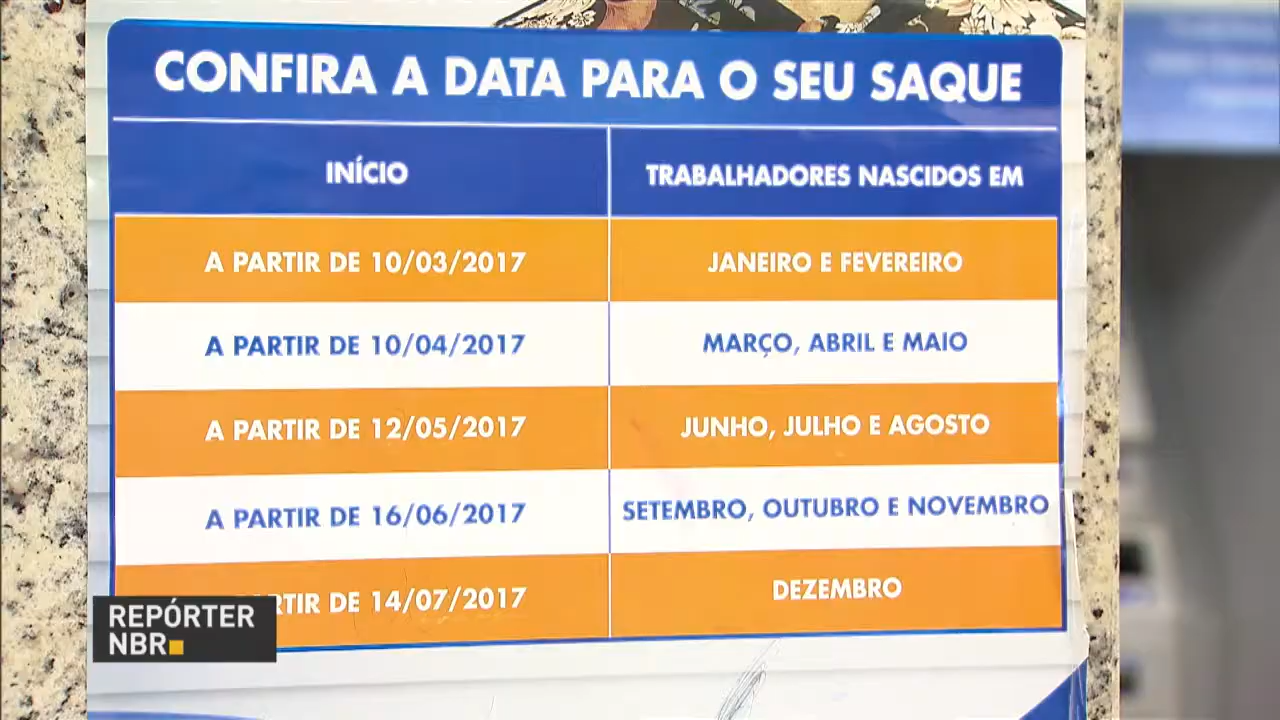 CONFIRA A DATA PARA O SEU SAQUE
INÍCIO TRABALHADORES NASCIDOS EM
A PARTIR DE 10/03/2017 JANEIRO E FEVEREIRO
A PARTIR DE 10/04/2017 MARÇO, ABRIL E MAIO
A PARTIR DE 12/05/2017 JUNHO, JULHO E AGOSTO
A PARTIR DE 16/06/2017 SETEMBRO, OUTUBRO E NOVEMBRO
RTIR DE 14/07/2017 DEZEMBRO
REPÓRTER
NBR